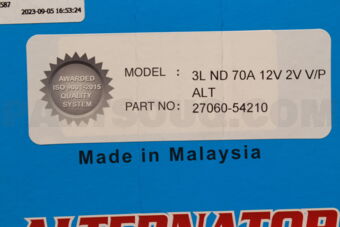 587
2023-09-05 16:53:24
AWARDED
ISO 9001-2015
QUALITY
SYSTEM
MODEL : 3L ND 70A 12V 2V V/P
ALT
PART NO: 27060-54210
Made in Malaysia
ALTERNATOR